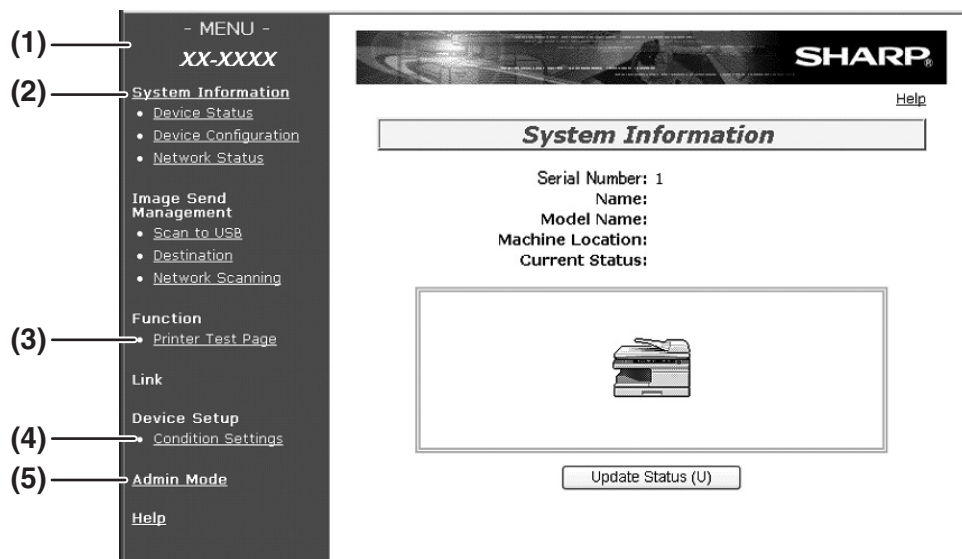 (1)
- MENU -
XX-XXXX
(2)
System Information
• Device Status
• Device Configuration
• Network Status
Image Send
Management
• Scan to USB
• Destination
• Network Scanning
Function
(3)
• Printer Test Page
Link
Device Setup
(4)
• Condition Settings
(5)
Admin Mode
Help
SHARP®
Help
System Information
Serial Number: 1
Name:
Model Name:
Machine Location:
Current Status:
Update Status (U)